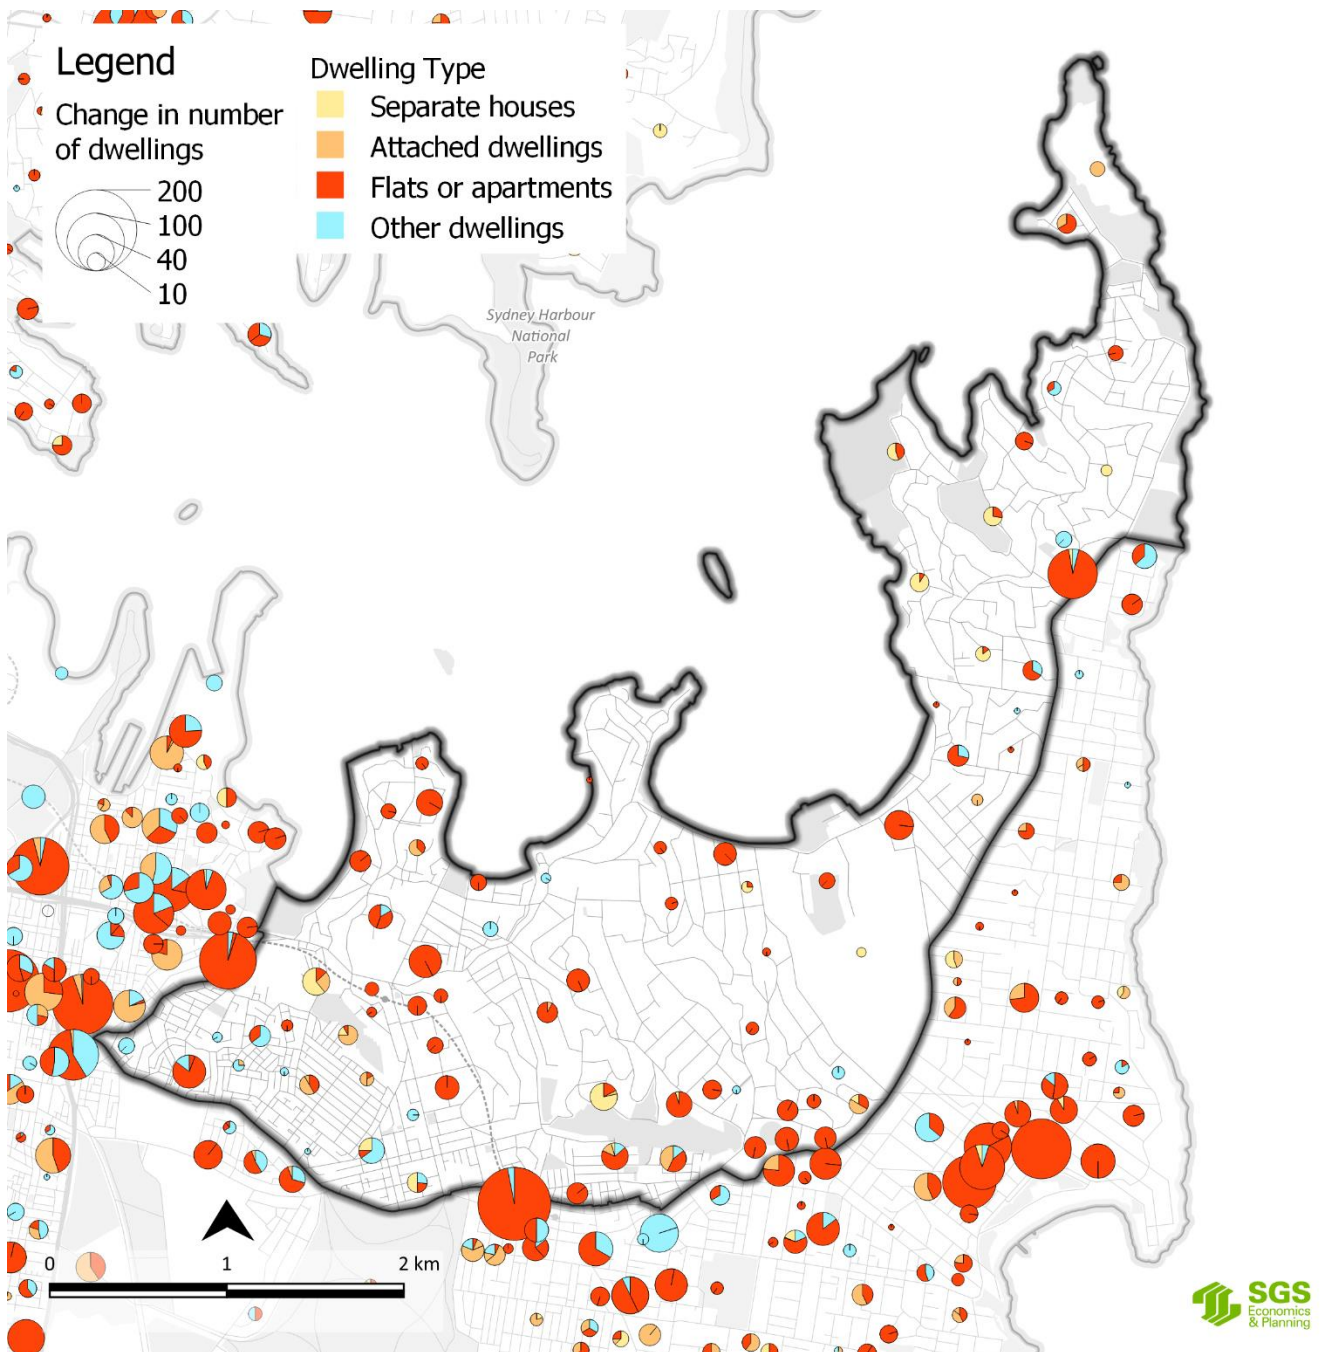 Legend
Change in number
of dwellings
200
100
40
10
Dwelling Type
Separate houses
Attached dwellings
Flats or apartments
Other dwellings
Sydney Harbour
National
Park
0 1 2 km
SGS
Economics
& Planning